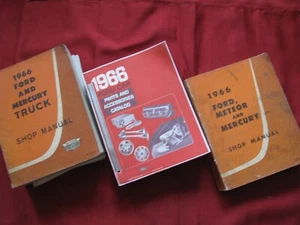 1966
FORD
AND
MERCURY
TRUCK
SHOP MANUAL
1966
PARTS AND
ACCESSORIES
CATALOG
1966
FORD,
METEOR
AND
MERCURY
SHOP MANUAL